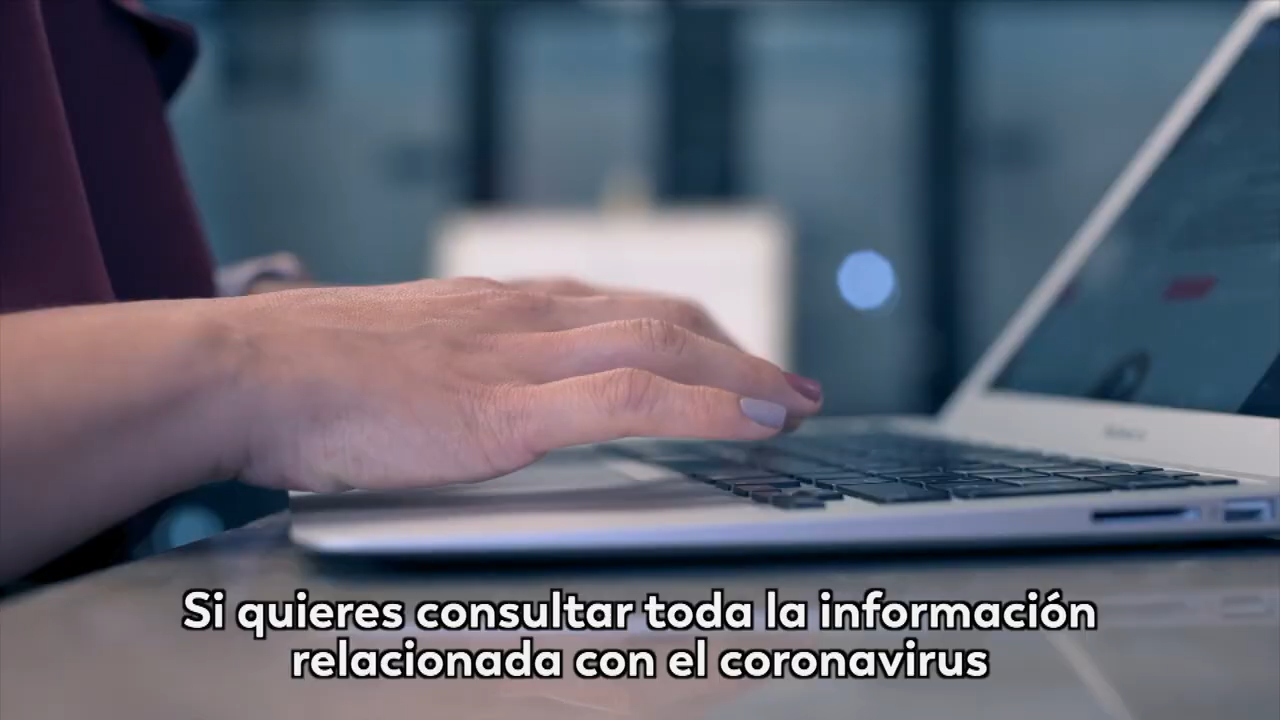 Si quieres consultar toda la información
relacionada con el coronavirus